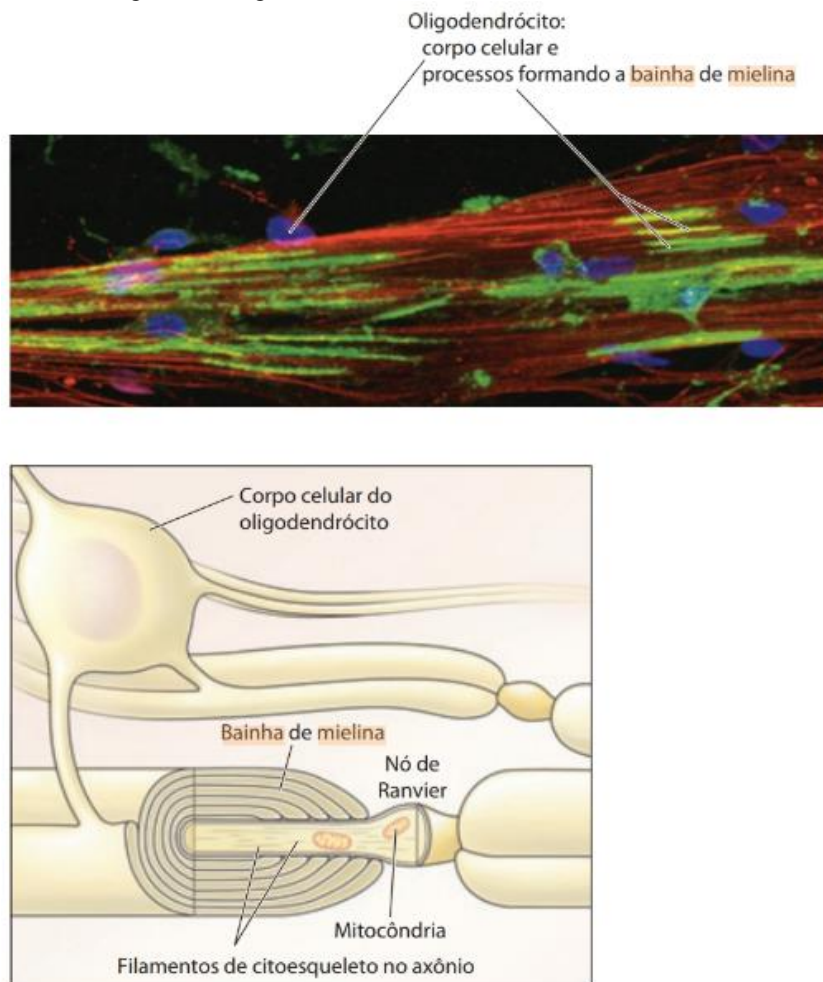 Oligodendrócito:
corpo celular e
processos formando a bainha de mielina
Corpo celular do
oligodendrócito
Bainha de mielina
Nó de
Ranvier
Mitocôndria
Filamentos de citoesqueleto no axônio